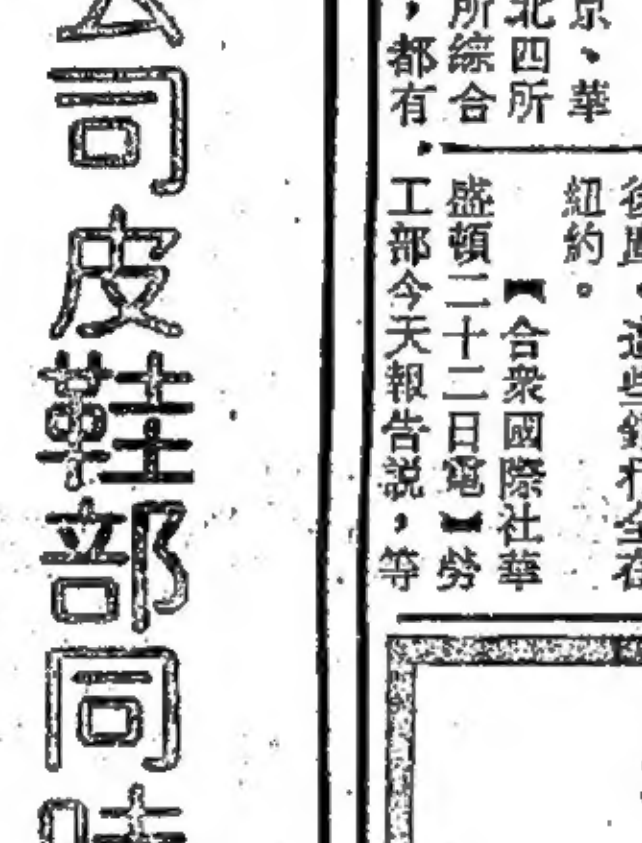 京、華
北四所
所綜合
，都有
紐約。
【合衆國際社華
盛頓二十二日電】勞
工部今天報告説，等
公司皮鞋部同